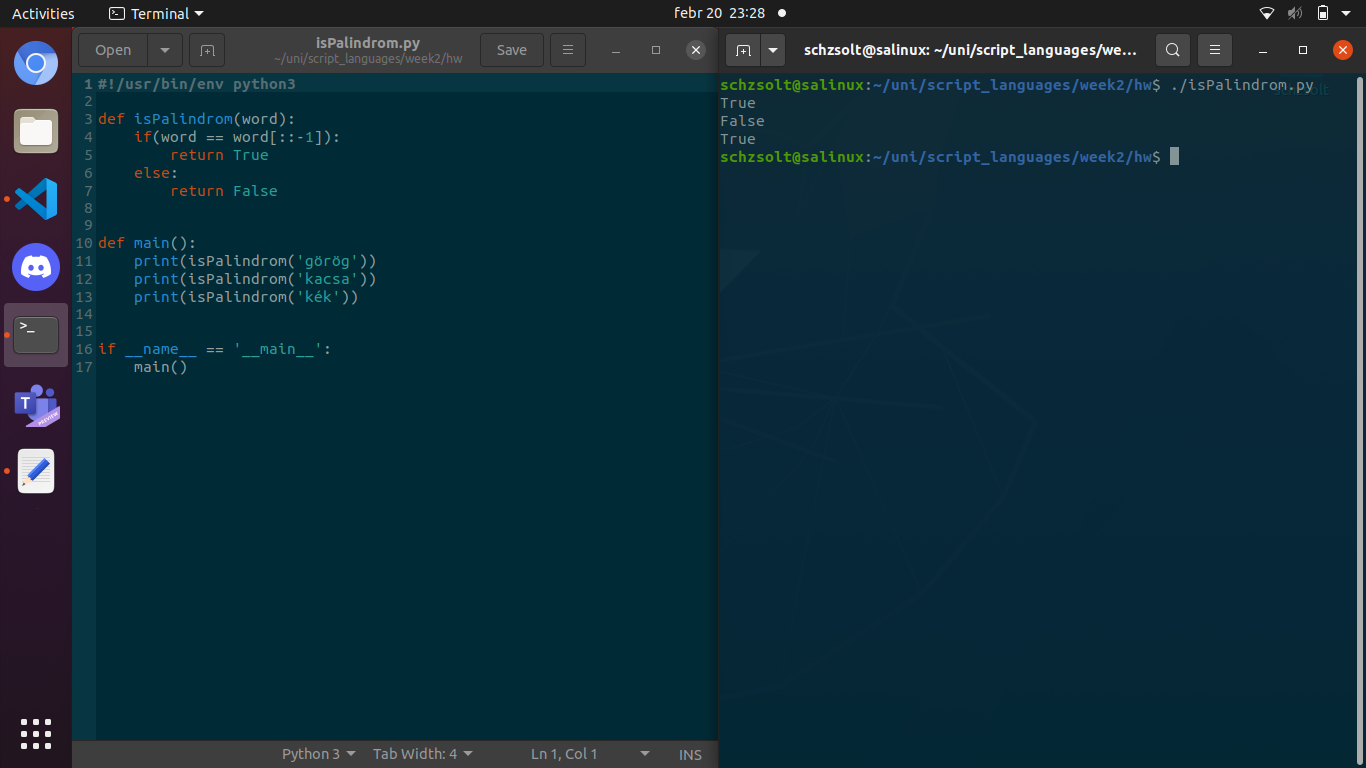 Activities Terminal febr 20 23:28
Open isPalindrom.py Save
~/uni/script_languages/week2/hw
1 #!/usr/bin/env python3
2
3 def isPalindrom(word):
4     if(word == word[::-1]):
5         return True
6     else:
7         return False
8
9
10 def main():
11     print(isPalindrom('görög'))
12     print(isPalindrom('kacsa'))
13     print(isPalindrom('kék'))
14
15
16 if __name__ == '__main__':
17     main()
Python 3 Tab Width: 4 Ln 1, Col 1 INS
schzsolt@salinux: ~/uni/script_languages/we...
schzsolt@salinux:~/uni/script_languages/week2/hw$ ./isPalindrom.py
True
False
True
schzsolt@salinux:~/uni/script_languages/week2/hw$
>_
T
PREVIEW